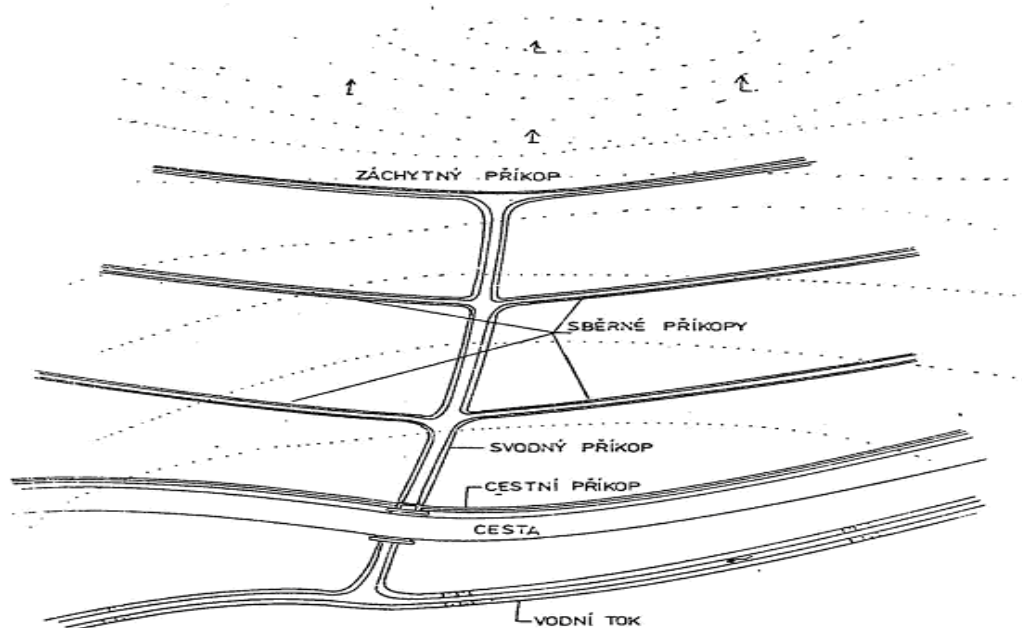 ZÁCHYTNÝ PŘÍKOP
SBĚRNÉ PŘÍKOPY
SVODNÝ PŘÍKOP
CESTNÍ PŘÍKOP
CESTA
VODNÍ TOK